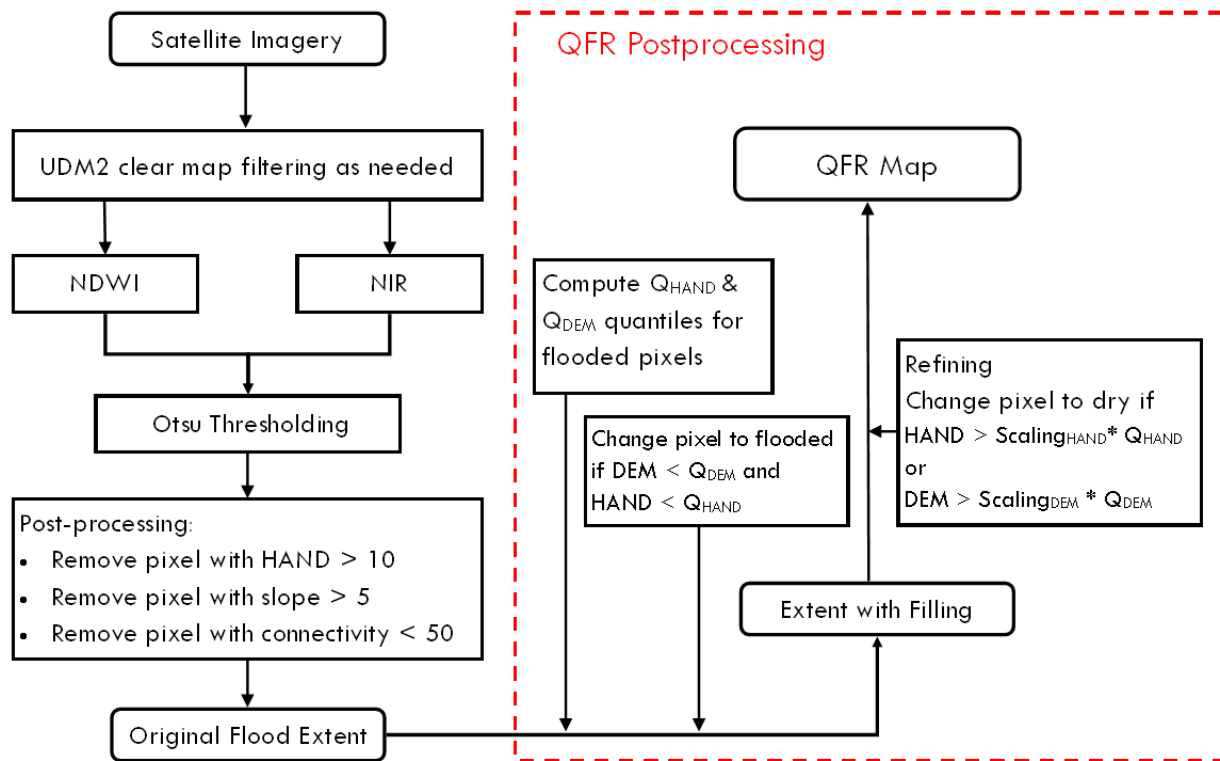 Satellite Imagery
UDM2 clear map filtering as needed
NDWI
NIR
Otsu Thresholding
Post-processing:
• Remove pixel with HAND > 10
• Remove pixel with slope > 5
• Remove pixel with connectivity < 50
Original Flood Extent
QFR Postprocessing
Compute QHAND &
QDEM quantiles for
flooded pixels
Change pixel to flooded
if DEM < QDEM and
HAND < QHAND
Extent with Filling
Refining
Change pixel to dry if
HAND > ScalingHAND* QHAND
or
DEM > ScalingDEM * QDEM
QFR Map